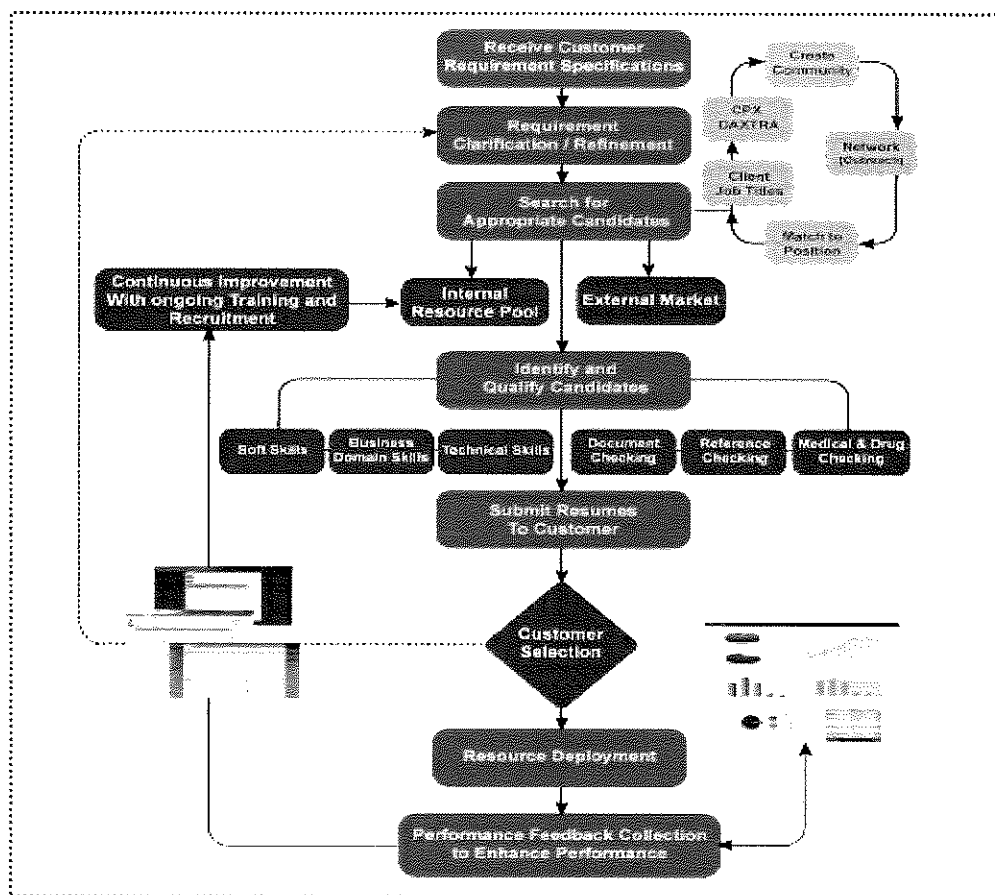 Receive Customer
Requirement Specifications
Create
Community
CPX
DAXTRA
Requirement
Clarification / Refinement
Network
Client
Job Titles
Search for
Appropriate Candidates
Match to
Position
Continuous Improvement
With ongoing Training and
Recruitment
Internal
Resource Pool
External Market
Identify and
Qualify Candidates
Soft Skills
Business
Domain Skills
Technical Skills
Document
Checking
Reference
Checking
Medical & Drug
Checking
Submit Resumes
To Customer
Customer
Selection
Resource Deployment
Performance Feedback Collection
to Enhance Performance